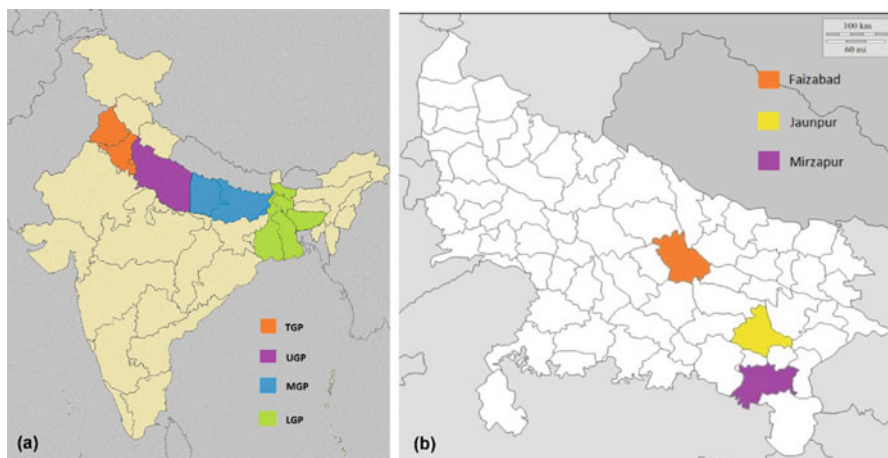 TGP
UGP
MGP
LGP
(a)
100 km
60 mi
Faizabad
Jaunpur
Mirzapur
(b)